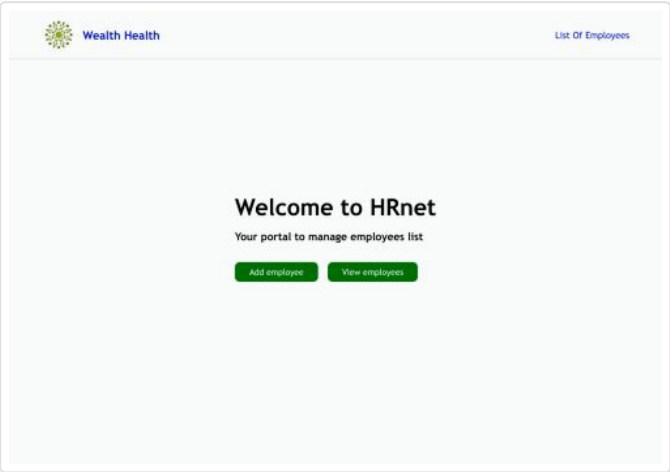 Wealth Health
List Of Employees
Welcome to HRnet
Your portal to manage employees list
Add employee
View employees